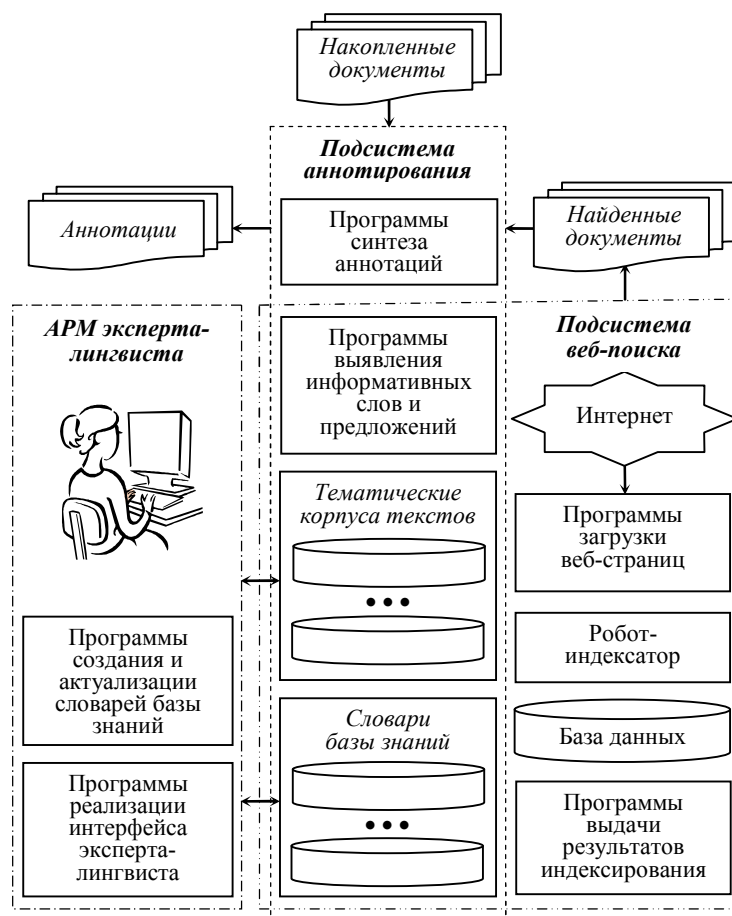 Накопленные
документы
Подсистема
аннотирования
Аннотации
Программы
синтеза
аннотаций
Найденные
документы
АРМ эксперта-
лингвиста
Программы
создания и
актуализации
словарей базы
знаний
Программы
реализации
интерфейса
эксперта-
лингвиста
Программы
выявления
информативных
слов и
предложений
Тематические
корпуса текстов
•••
Словари
базы знаний
•••
Подсистема
веб-поиска
Интернет
Программы
загрузки
веб-страниц
Робот-
индексатор
База данных
Программы
выдачи
результатов
индексирования